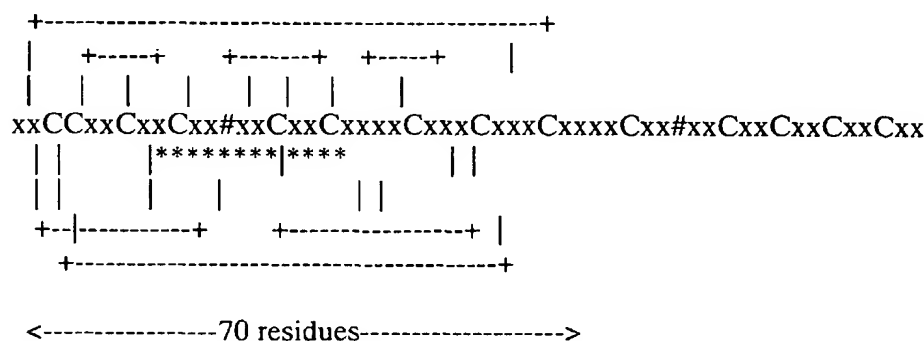 xxCCxxCxxCxx#xxCxxCxxxxCxxxCxxxCxxxxCxx#xxCxxCxxCxxCxx
|********|****
<-----------------70 residues-------------------->